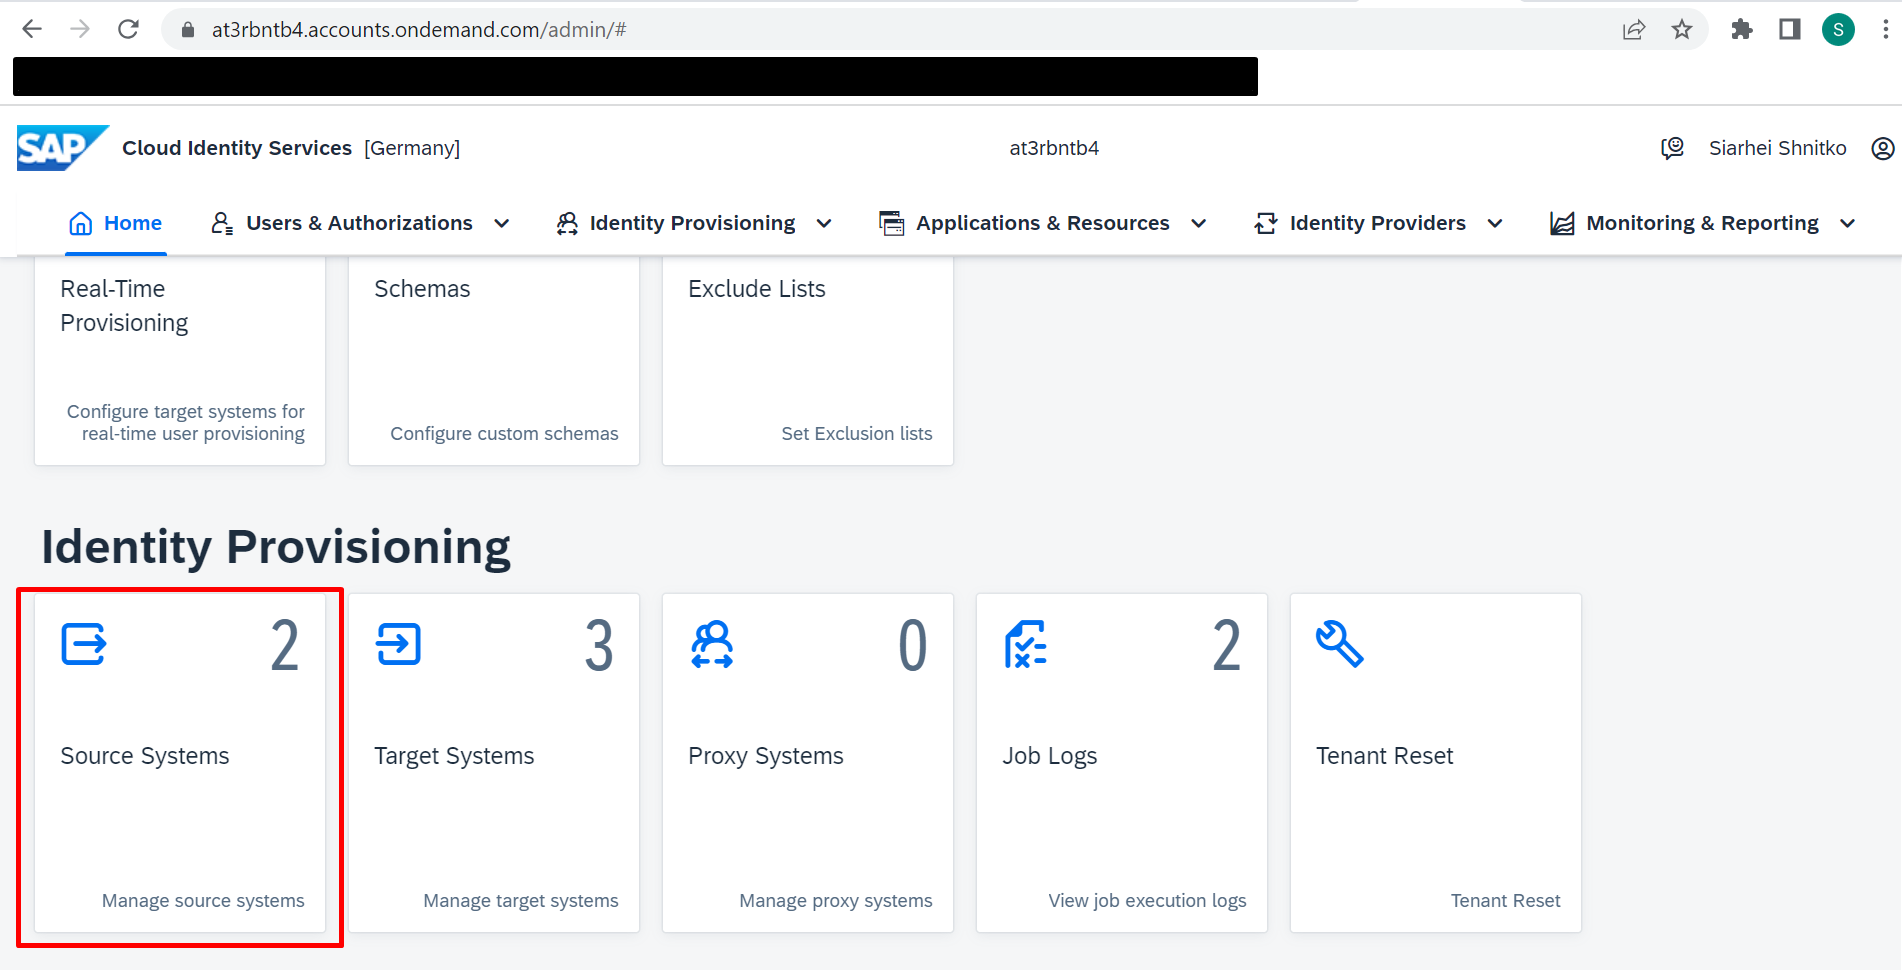 at3rbntb4.accounts.ondemand.com/admin/#
S
SAP Cloud Identity Services [Germany] at3rbntb4 Siarhei Shnitko
Home Users & Authorizations Identity Provisioning Applications & Resources Identity Providers Monitoring & Reporting
Real-Time
Provisioning
Configure target systems for
real-time user provisioning
Schemas
Configure custom schemas
Exclude Lists
Set Exclusion lists
Identity Provisioning
2
Source Systems
Manage source systems
3
Target Systems
Manage target systems
0
Proxy Systems
Manage proxy systems
2
Job Logs
View job execution logs
Tenant Reset
Tenant Reset